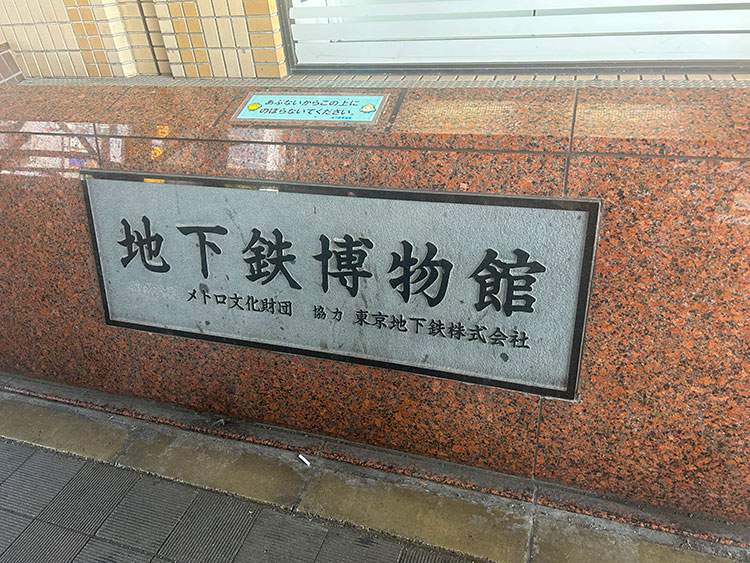 あぶないからこの上に
のぼらないでください。
地下鉄博物館
メトロ文化財団 協力 東京地下鉄株式会社